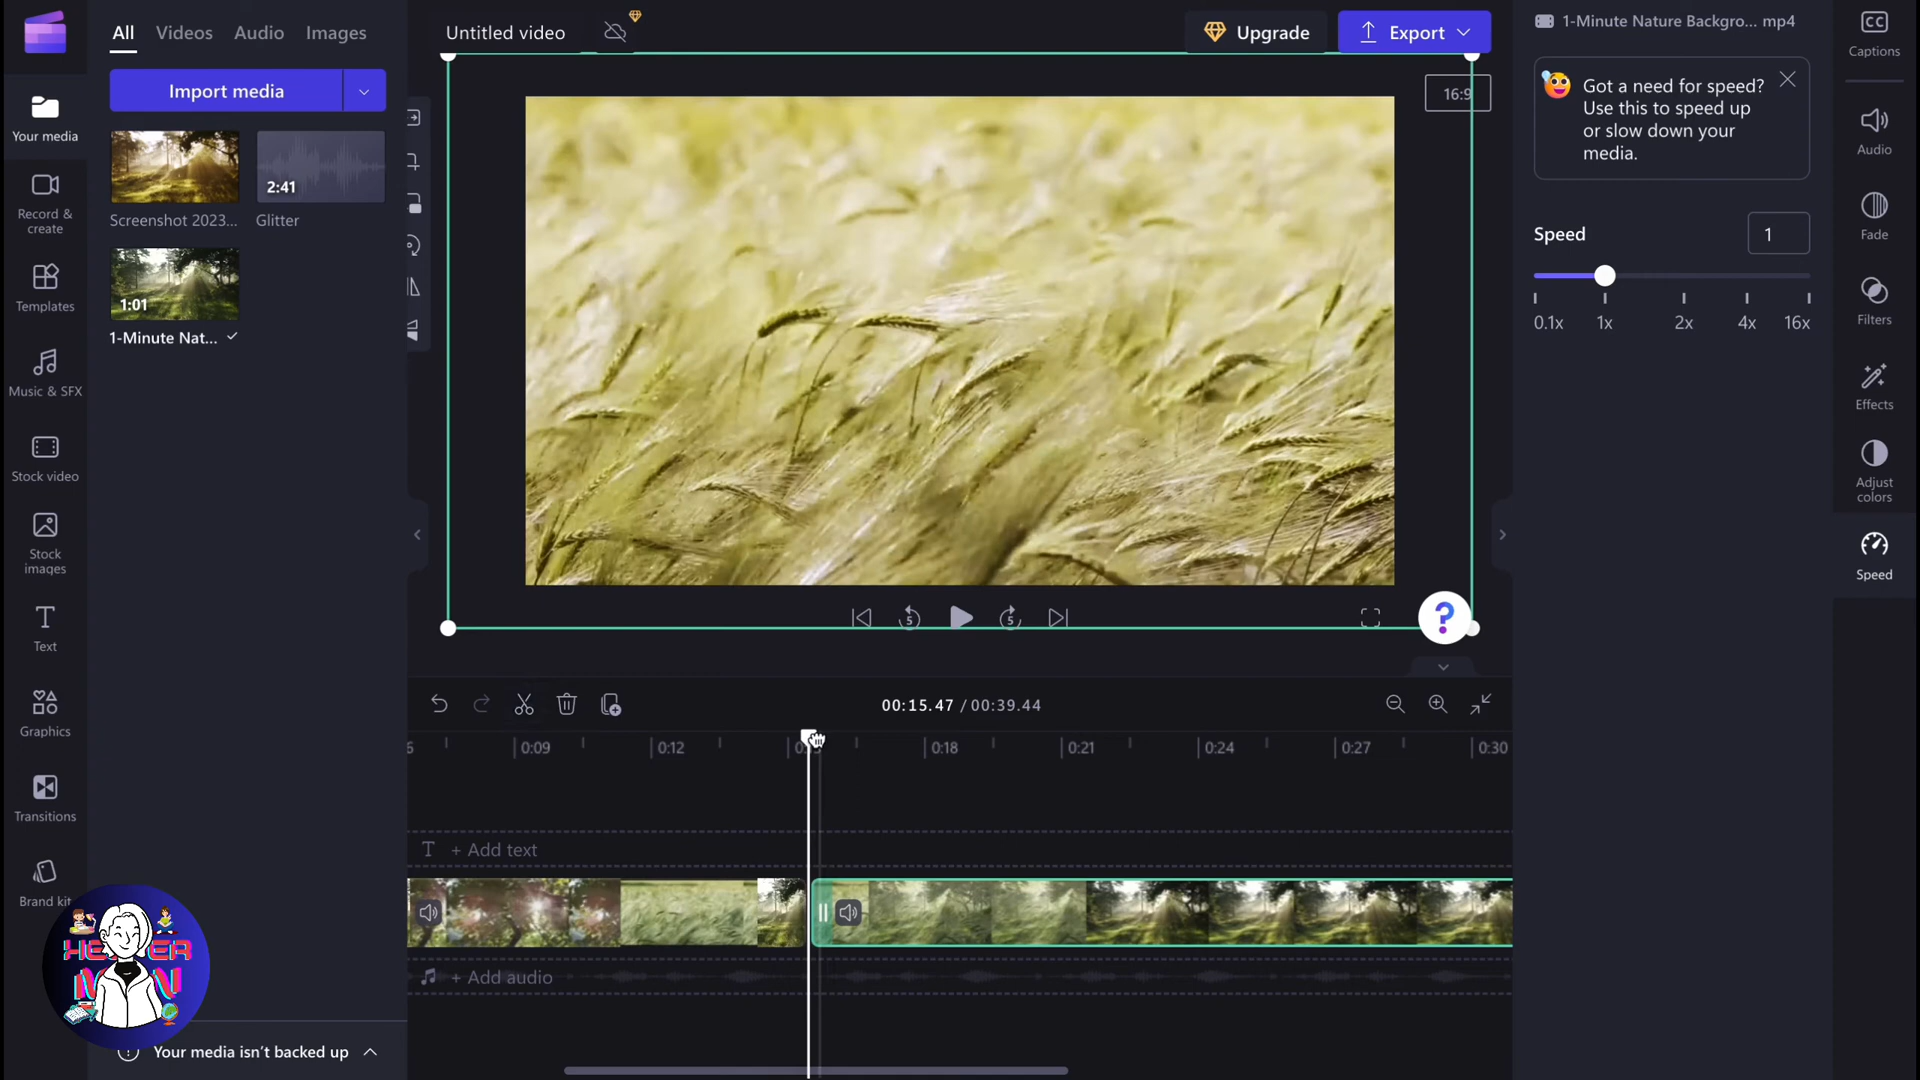 All Videos Audio Images
Import media
Your media
Record &
create
Templates
Music & SFX
Stock video
Stock
images
Text
Graphics
Transitions
Brand kit
Screenshot 2023...
2:41
Glitter
1:01
1-Minute Nat...
Your media isn't backed up
Untitled video
Upgrade
Export
16:9
5
5
?
00:15.47 / 00:39.44
0:09
0:12
0:18
0:21
0:24
0:27
0:30
T + Add text
+ Add audio
1-Minute Nature Backgro... mp4
Got a need for speed?
Use this to speed up
or slow down your
media.
Speed 1
0.1x 1x 2x 4x 16x
CC
Captions
Audio
Fade
Filters
Effects
Adjust
colors
Speed